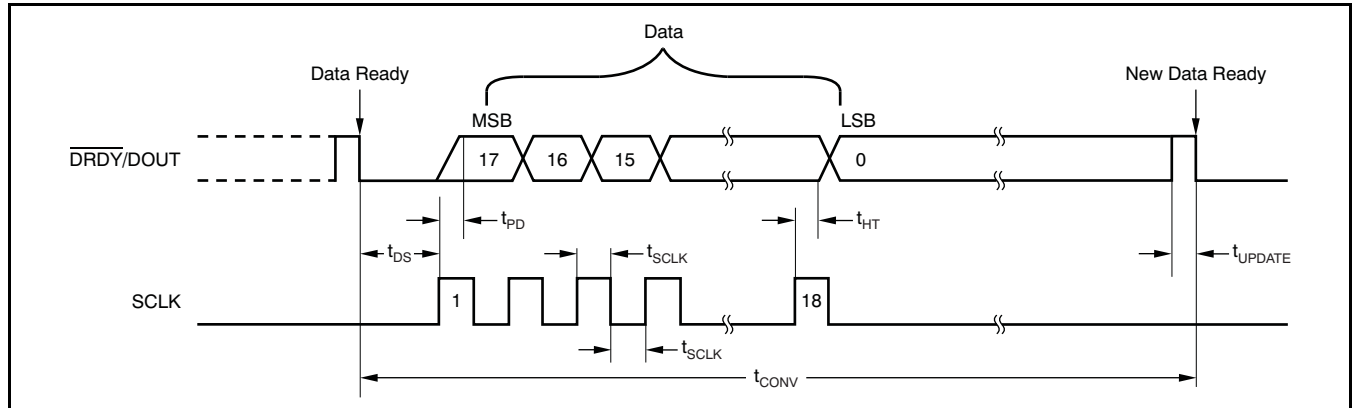 Data
Data Ready
New Data Ready
MSB
LSB
DRDY/DOUT
17
16
15
0
tPD
tHT
tDS
tSCLK
tUPDATE
SCLK
1
18
tSCLK
tCONV